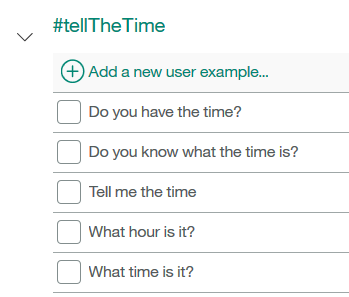 #tellTheTime
Add a new user example...
Do you have the time?
Do you know what the time is?
Tell me the time
What hour is it?
What time is it?